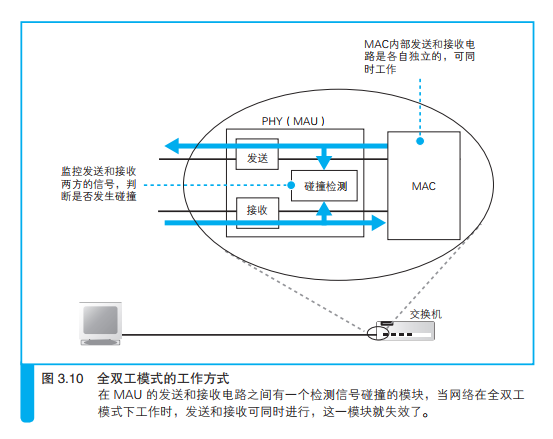 MAC内部发送和接收电
路是各自独立的，可同
时工作
PHY（MAU）
发送
监控发送和接收
两方的信号，判
断是否发生碰撞
碰撞检测
MAC
接收
交换机
图 3.10 全双工模式的工作方式
在 MAU 的发送和接收电路之间有一个检测信号碰撞的模块，当网络在全双工
模式下工作时，发送和接收可同时进行，这一模块就失效了。